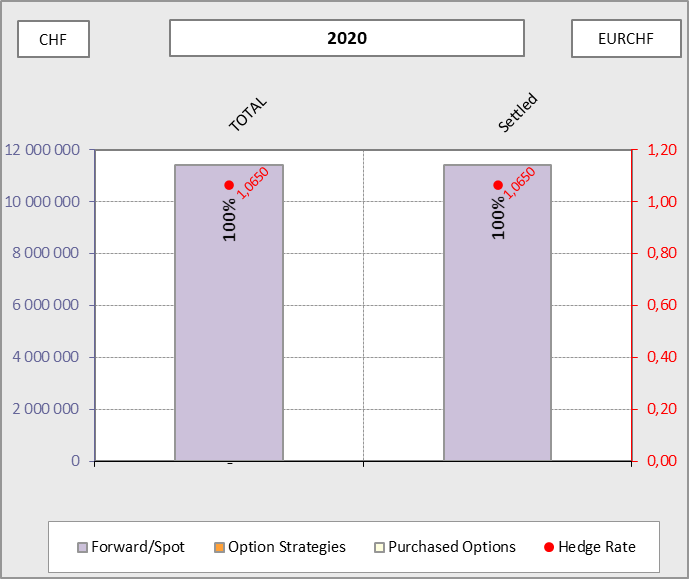 CHF
2020
EURCHF
TOTAL
Settled
12 000 000
10 000 000
8 000 000
6 000 000
4 000 000
2 000 000
0
1,20
1,00
0,80
0,60
0,40
0,20
0,00
1,0650
100%
1,0650
100%
-
Forward/Spot
Option Strategies
Purchased Options
Hedge Rate